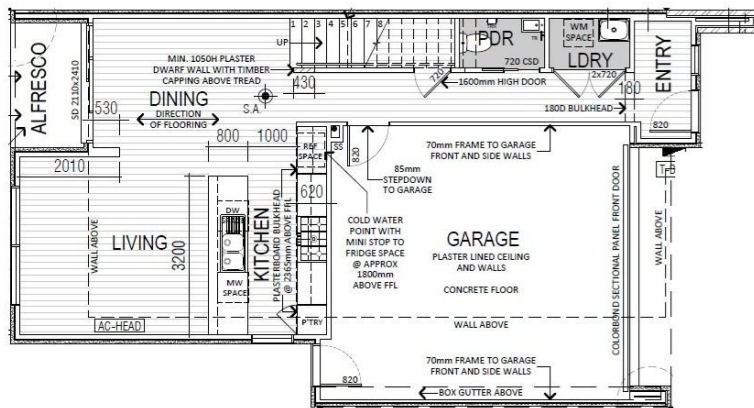 1 2 3 4 5 6 7 8
UP
MIN. 1050H PLASTER
DWARF WALL WITH TIMBER
CAPPING ABOVE TREAD
430
PDR
720 CSD
WM
SPACE
LDRY
2x720
ENTRY
820
180
180D BULKHEAD
720
1600mm HIGH DOOR
ALFRESCO
SD 2110x2410
530
DINING
S.A.
DIRECTION
OF FLOORING
800
1000
2010
REF
SPACE
SS
820
85mm
STEPDOWN
TO GARAGE
70mm FRAME TO GARAGE
FRONT AND SIDE WALLS
620
COLD WATER
POINT WITH
MINI STOP TO
FRIDGE SPACE
@ APPROX
1800mm
ABOVE FFL
LIVING
WALL ABOVE
3200
DW
MW
SPACE
KITCHEN
PLASTERBOARD BULKHEAD
@ 2365mm ABOVE FFL
P'TRY
AC-HEAD
GARAGE
PLASTER LINED CEILING
AND WALLS
CONCRETE FLOOR
WALL ABOVE
COLORBOND SECTIONAL PANEL FRONT DOOR
WALL ABOVE
820
70mm FRAME TO GARAGE
FRONT AND SIDE WALLS
BOX GUTTER ABOVE